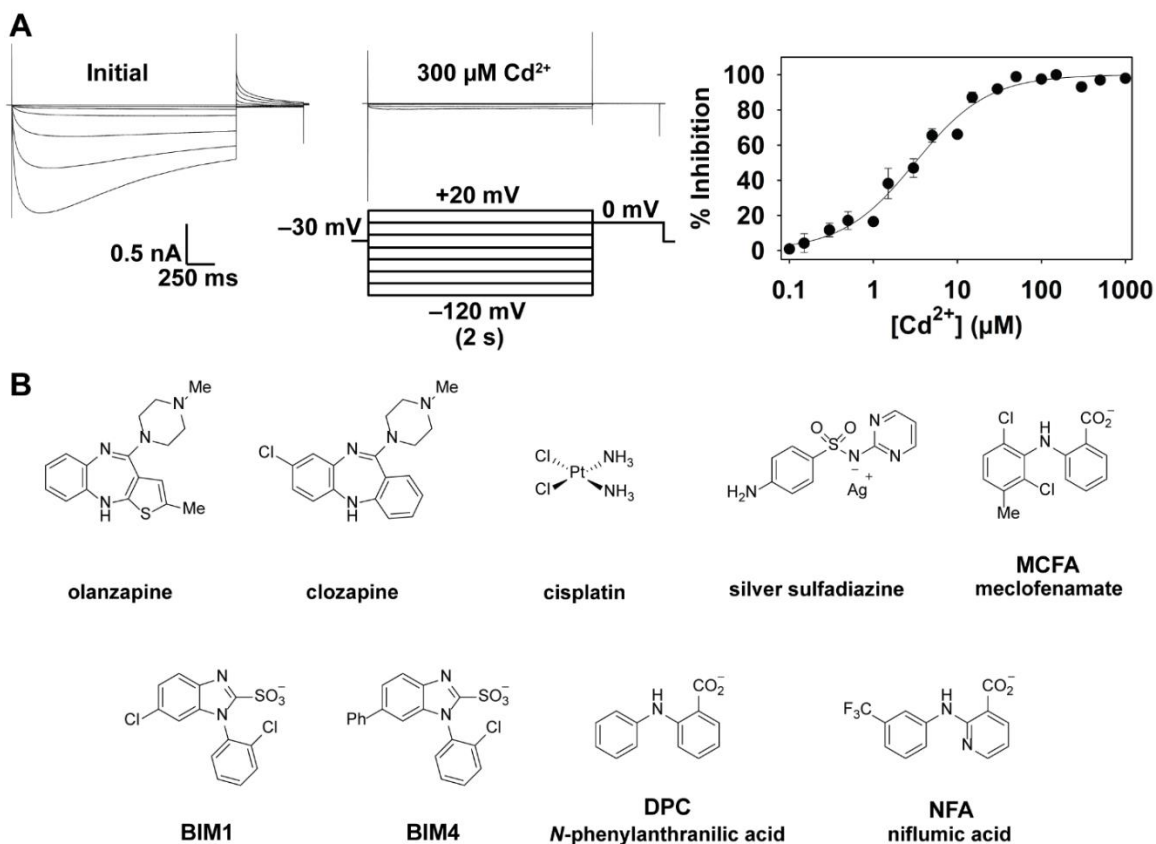 A
Initial
300 µM Cd²⁺
0.5 nA
250 ms
–30 mV
+20 mV
0 mV
–120 mV
(2 s)
% Inhibition
100
80
60
40
20
0
0.1 1 10 100 1000
[Cd²⁺] (µM)
B
Me
N
N
N
N
H
S
Me
olanzapine
Me
N
N
N
Cl
N
H
clozapine
Cl
NH₃
Pt
Cl
NH₃
cisplatin
O O
S
N
–
N
N
H₂N
Ag
+
silver sulfadiazine
Cl
H
N
CO₂⁻
Cl
Me
MCFA
meclofenamate
N
SO₃⁻
N
Cl
Cl
BIM1
N
SO₃⁻
N
Ph
Cl
BIM4
H
N
CO₂⁻
DPC
N-phenylanthranilic acid
F₃C
H
N
CO₂⁻
N
NFA
niflumic acid